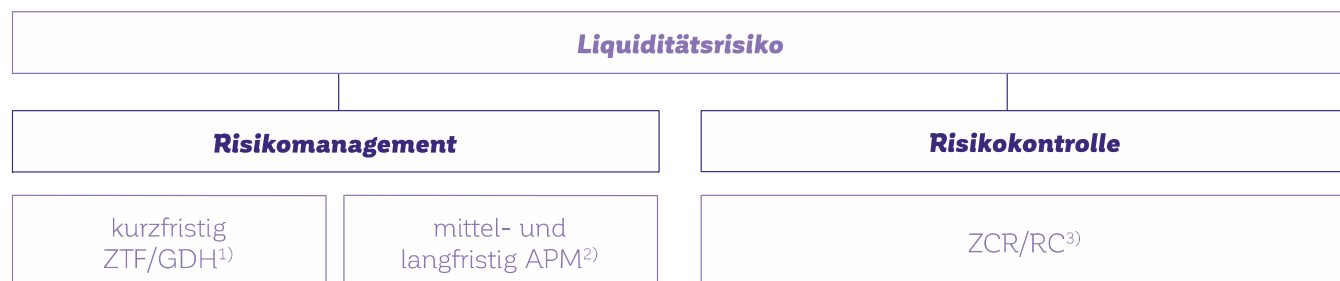 Liquiditätsrisiko
Risikomanagement
Risikokontrolle
kurzfristig
ZTF/GDH1)
mittel- und
langfristig APM2)
ZCR/RC3)